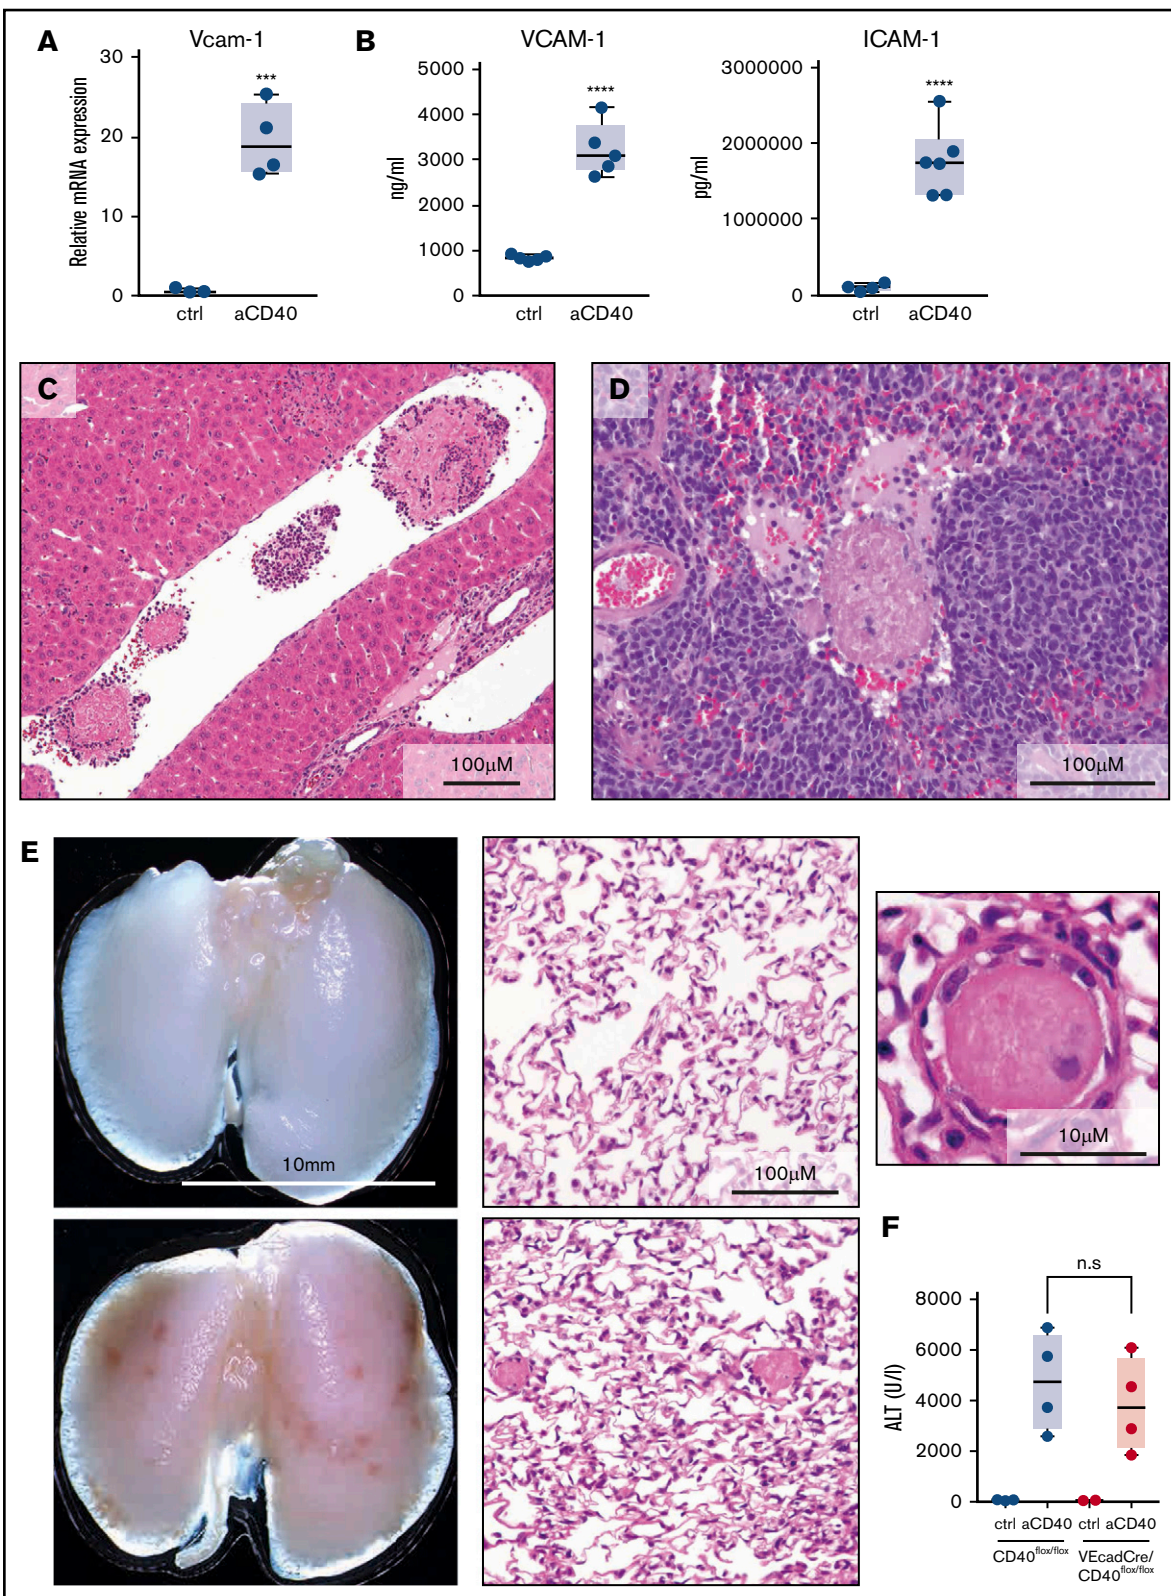 A
Vcam-1
Relative mRNA expression
30
20
10
0
***
ctrl
aCD40
B
VCAM-1
ng/ml
5000
4000
3000
2000
1000
0
****
ctrl
aCD40
ICAM-1
pg/ml
3000000
2000000
1000000
0
****
ctrl
aCD40
C
100µM
D
100µM
E
10mm
100µM
10µM
F
n.s
ALT (U/l)
8000
6000
4000
2000
0
ctrl aCD40 ctrl aCD40
CD40flox/flox
VEcadCre/
CD40flox/flox